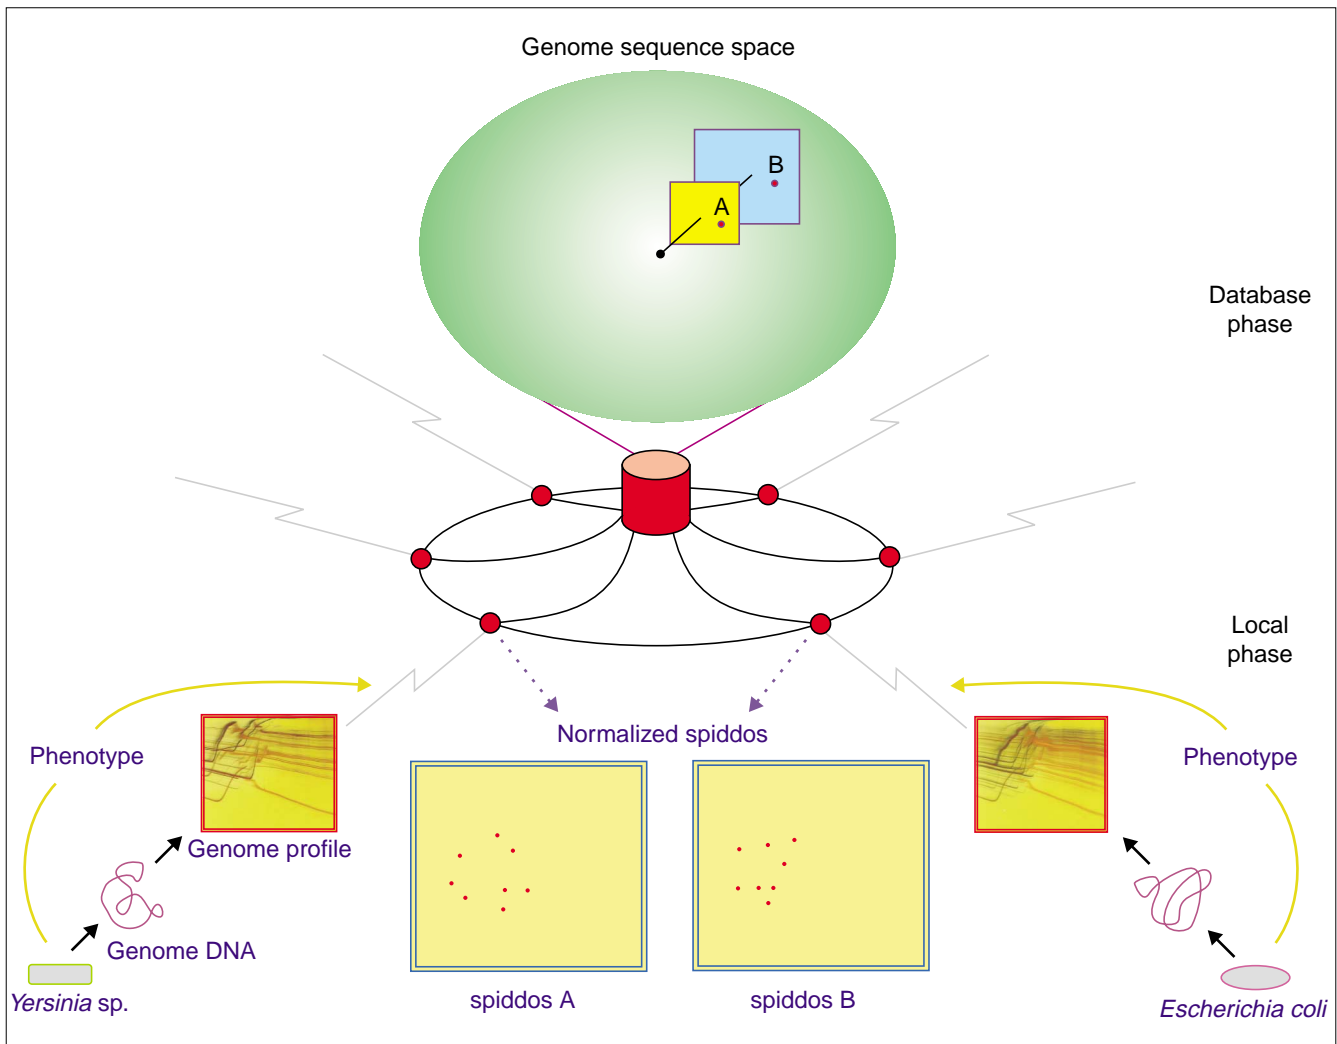 Genome sequence space
B
A
Database
phase
Local
phase
Normalized spiddos
Phenotype
Phenotype
Genome profile
Genome DNA
Yersinia sp.
spiddos A
spiddos B
Escherichia coli